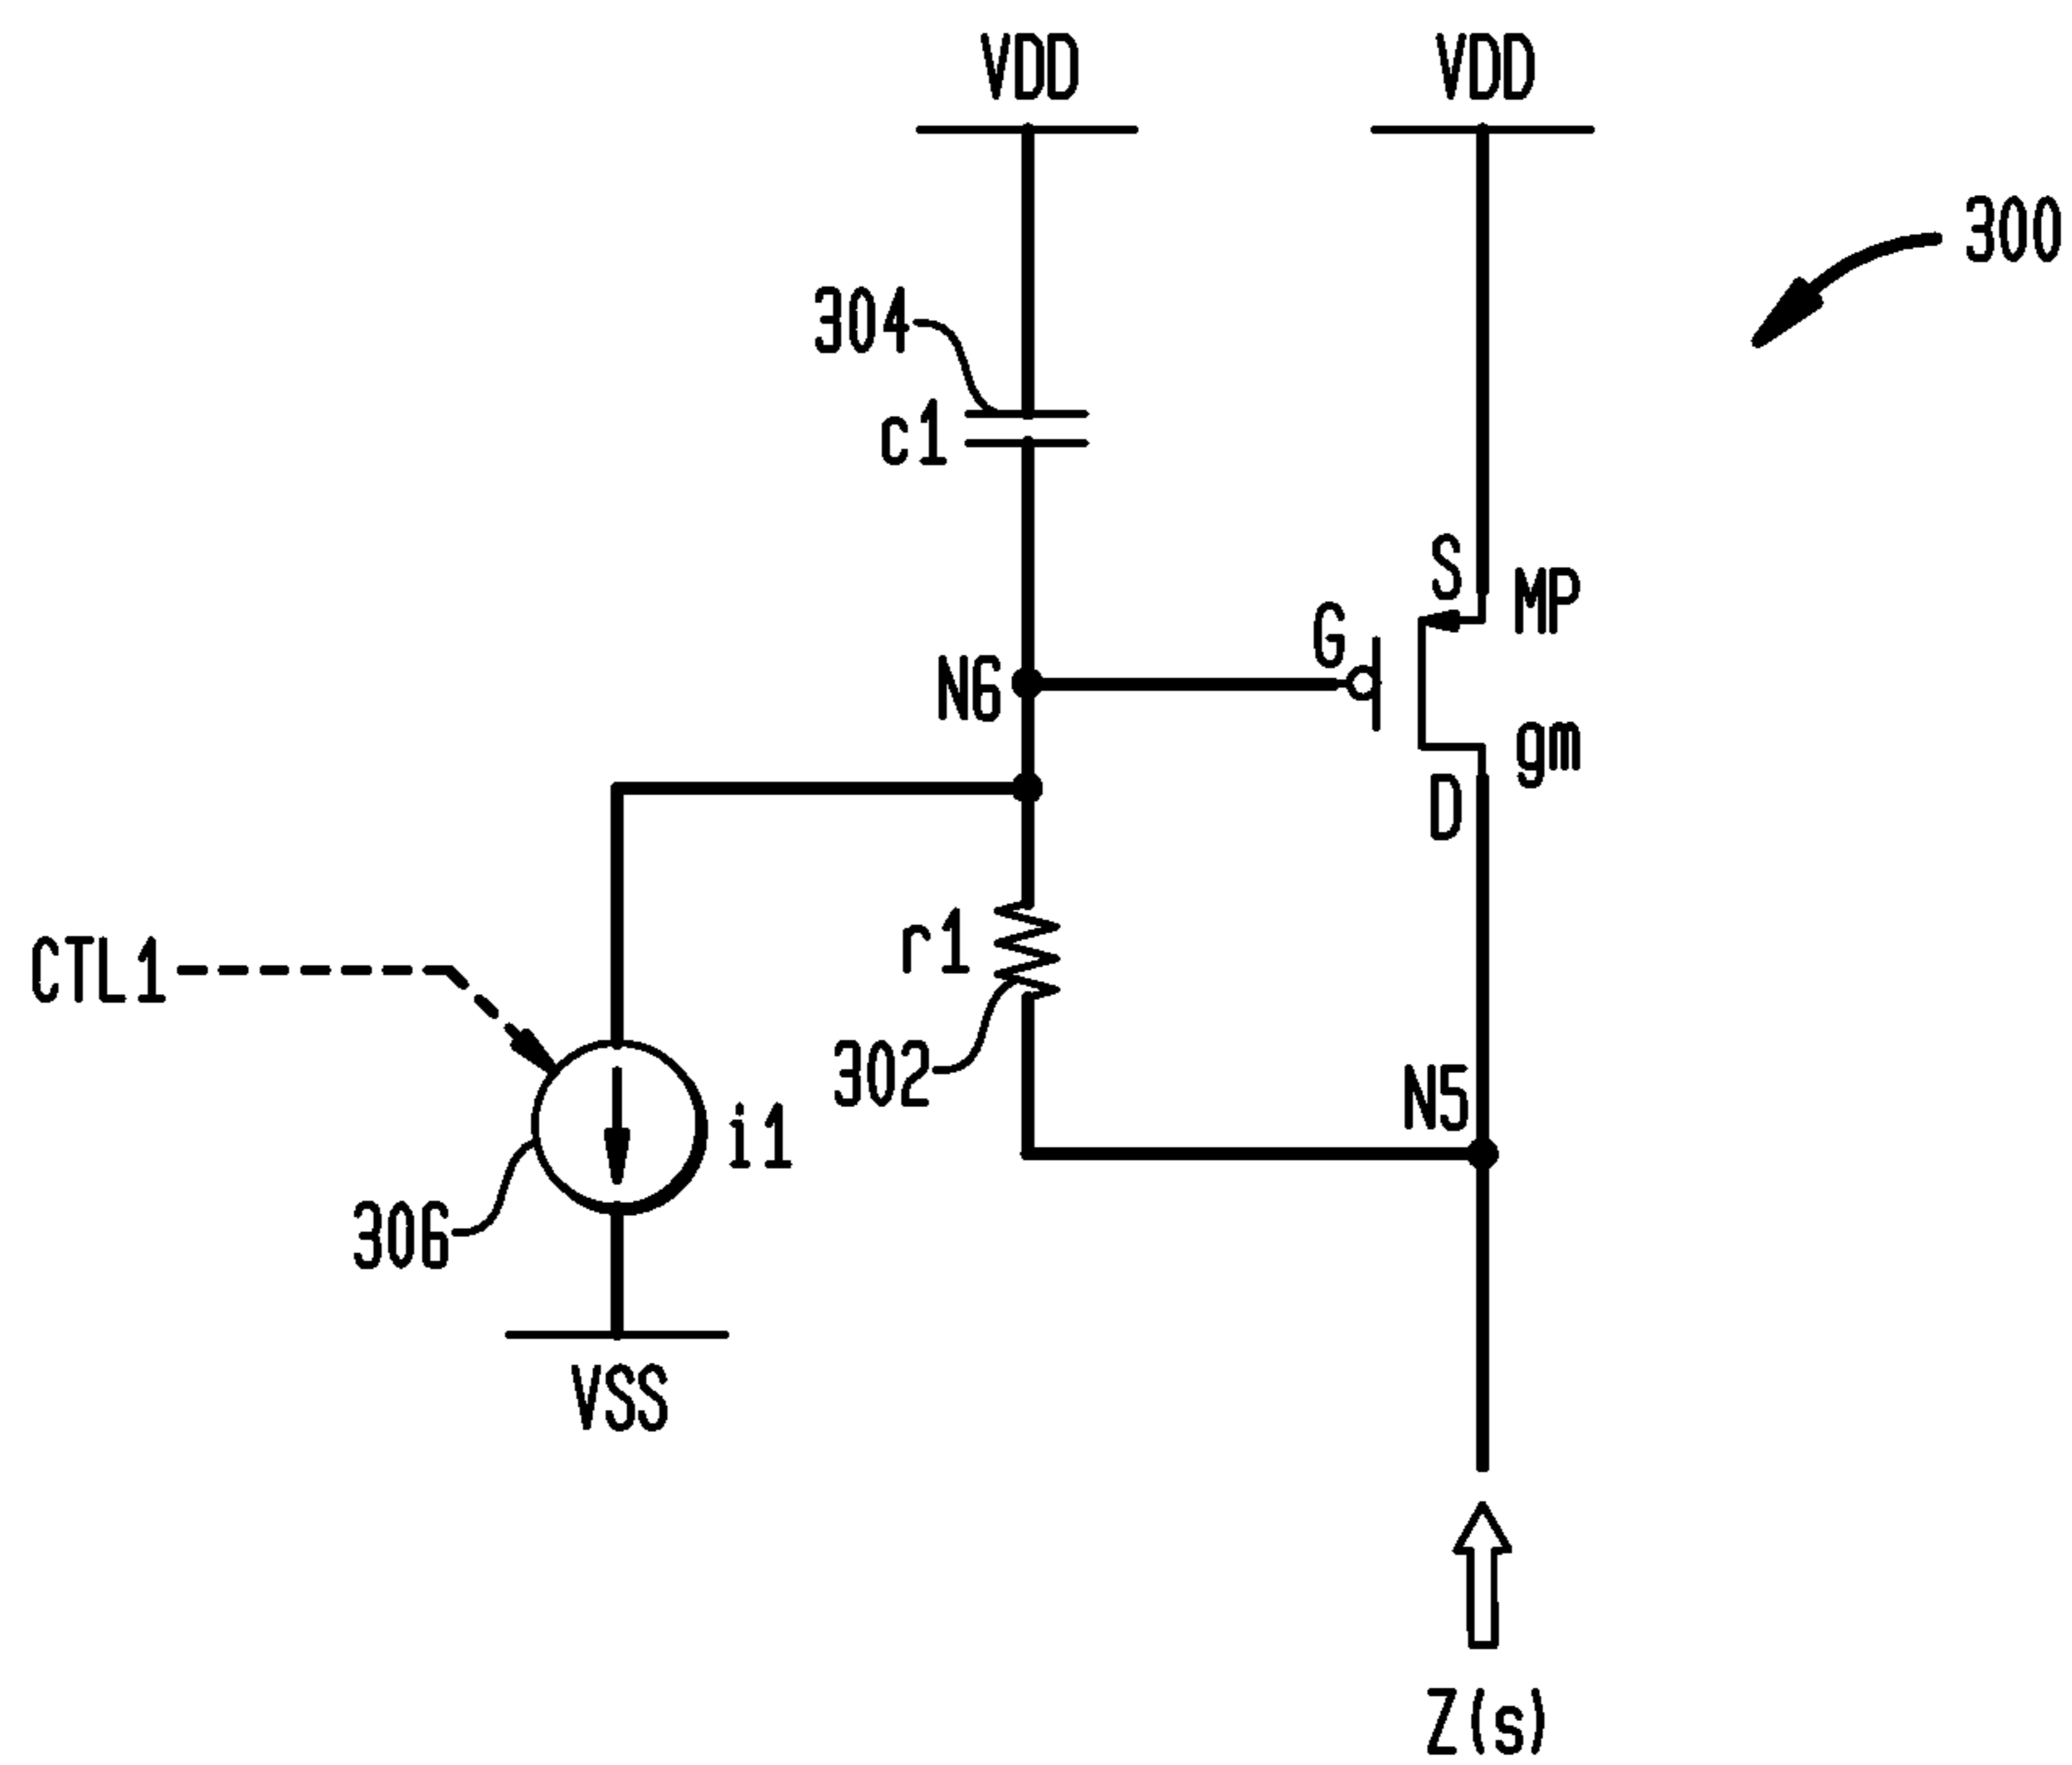 VDD
VDD
300
304
c1
S
MP
G
N6
gm
D
r1
CTL1
302
N5
i1
306
VSS
Z(s)